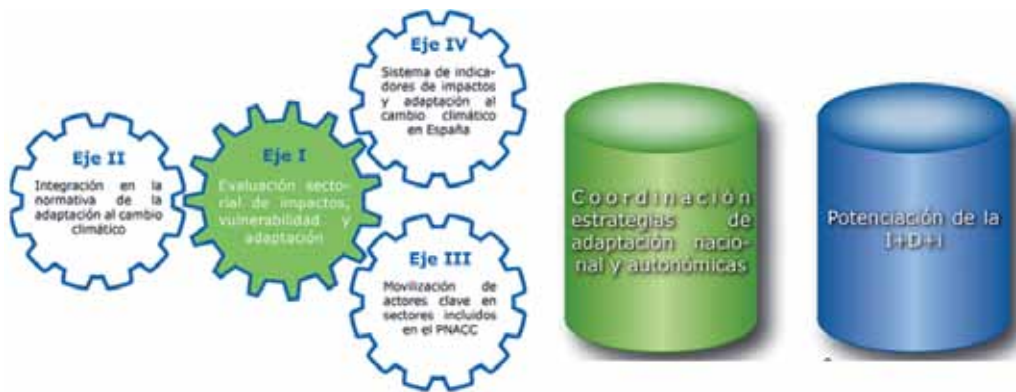 Eje IV
Sistema de indica-
dores de impactos
y adaptación al
cambio climático
en España
Eje II
Integración en la
normativa de la
adaptación al cambio
climático
Eje I
Evaluación secto-
rial de impactos,
vulnerabilidad y
adaptación
Eje III
Movilización de
actores clave en
sectores incluidos
en el PNACC
Coordinación
estrategias de
adaptación nacio-
nal y autonómicas
Potenciación de la
I+D+i